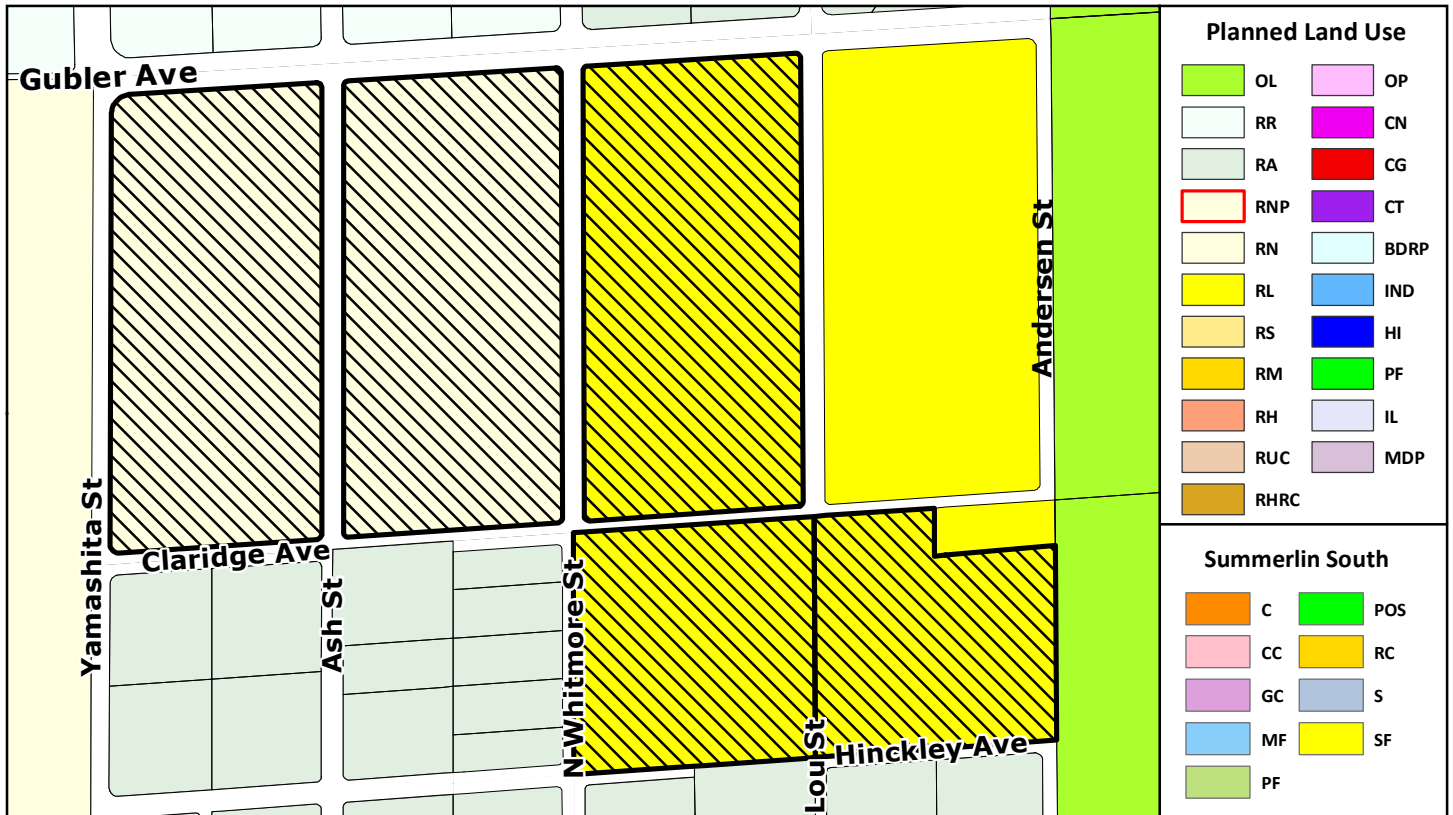 Gubler Ave
Andersen St
Yamashita St
Claridge Ave
Ash St
N Whitmore St
Lou St
Hinckley Ave
Planned Land Use
OL
RR
RA
RNP
RN
RL
RS
RM
RH
RUC
RHRC
OP
CN
CG
CT
BDRP
IND
HI
PF
IL
MDP
Summerlin South
C
CC
GC
MF
PF
POS
RC
S
SF